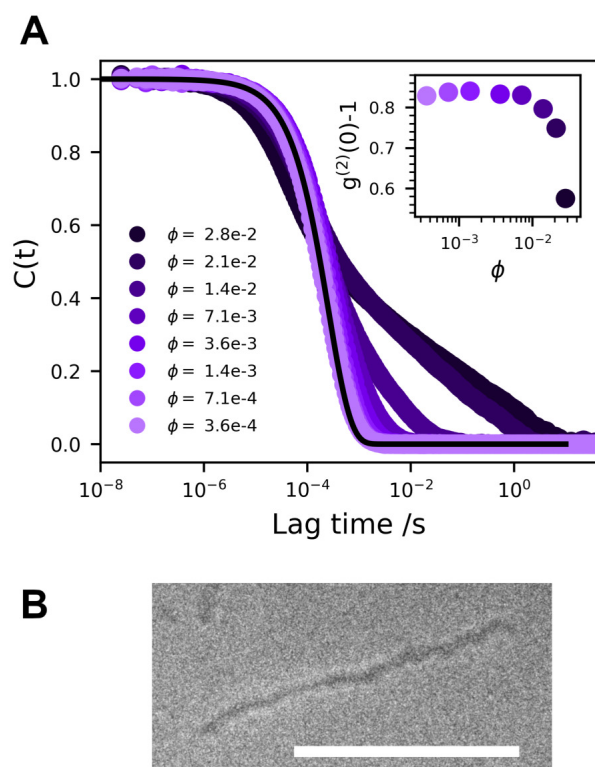 A
C(t)
1.0
0.8
0.6
0.4
0.2
0.0
g^(2)(0)-1
0.8
0.6
10^-3
10^-2
ϕ
ϕ = 2.8e-2
ϕ = 2.1e-2
ϕ = 1.4e-2
ϕ = 7.1e-3
ϕ = 3.6e-3
ϕ = 1.4e-3
ϕ = 7.1e-4
ϕ = 3.6e-4
10^-8
10^-6
10^-4
10^-2
10^0
Lag time /s
B